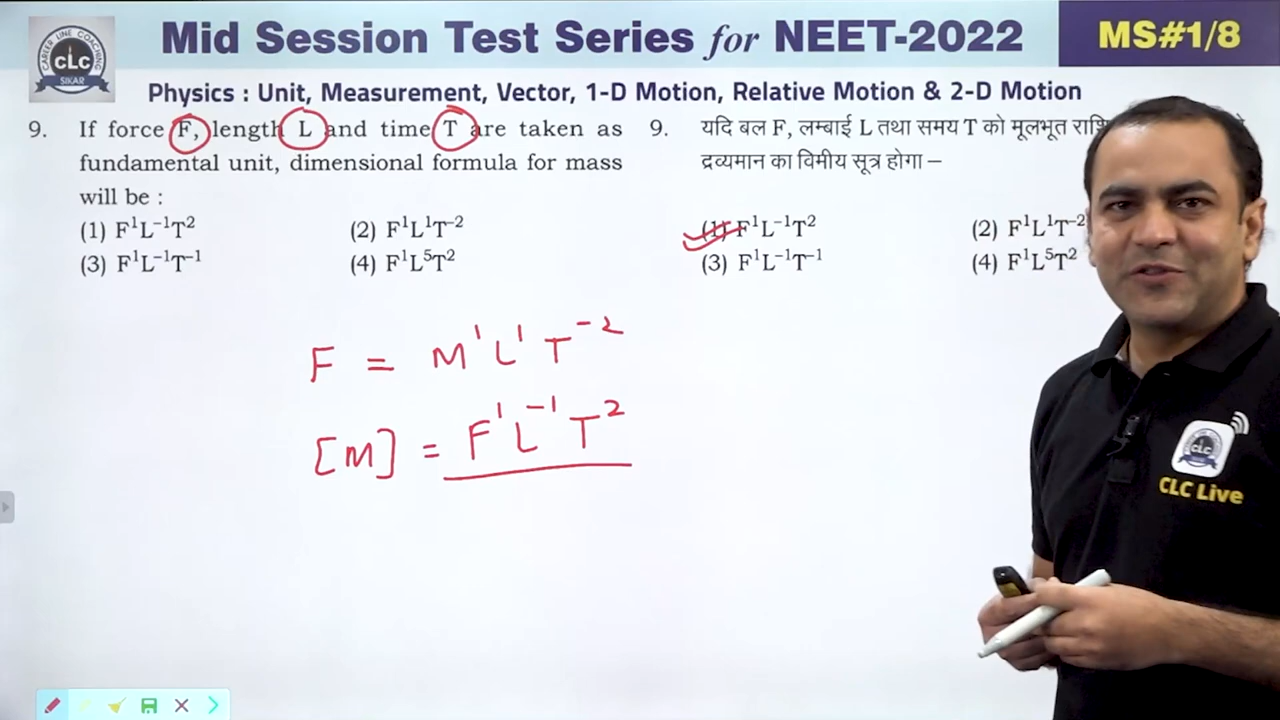 CAREER LINE COACHING
CLC
SIKAR
Mid Session Test Series for NEET-2022
MS#1/8
Physics : Unit, Measurement, Vector, 1-D Motion, Relative Motion & 2-D Motion
9. If force F, length L and time T are taken as
fundamental unit, dimensional formula for mass
will be :
(1) F¹L⁻¹T² (2) F¹L¹T⁻²
(3) F¹L⁻¹T⁻¹ (4) F¹L⁵T²
9. यदि बल F, लम्बाई L तथा समय T को मूलभूत
द्रव्यमान का विमीय सूत्र होगा –
(1) F¹L⁻¹T² (2) F¹L¹T⁻²
(3) F¹L⁻¹T⁻¹ (4) F¹L⁵T²
F = M¹L¹T⁻²
[M] = F¹L⁻¹T²
CLC
CLC Live